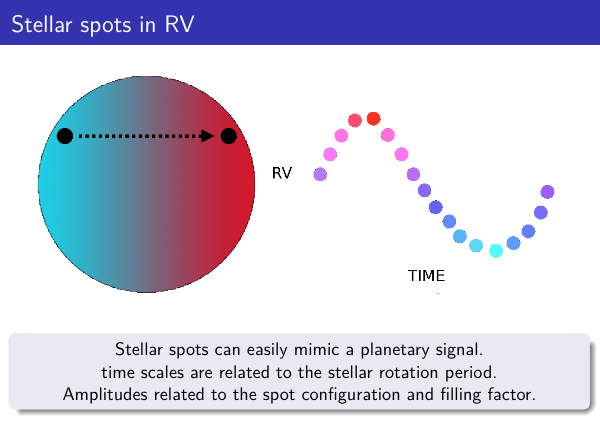 Stellar spots in RV
RV
TIME
Stellar spots can easily mimic a planetary signal.
time scales are related to the stellar rotation period.
Amplitudes related to the spot configuration and filling factor.